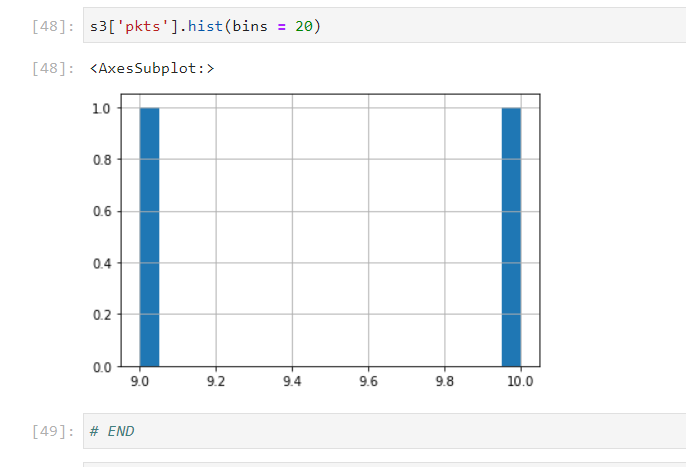 [48]: s3['pkts'].hist(bins = 20)
[48]: <AxesSubplot:>
1.0
0.8
0.6
0.4
0.2
0.0
9.0 9.2 9.4 9.6 9.8 10.0
[49]: # END